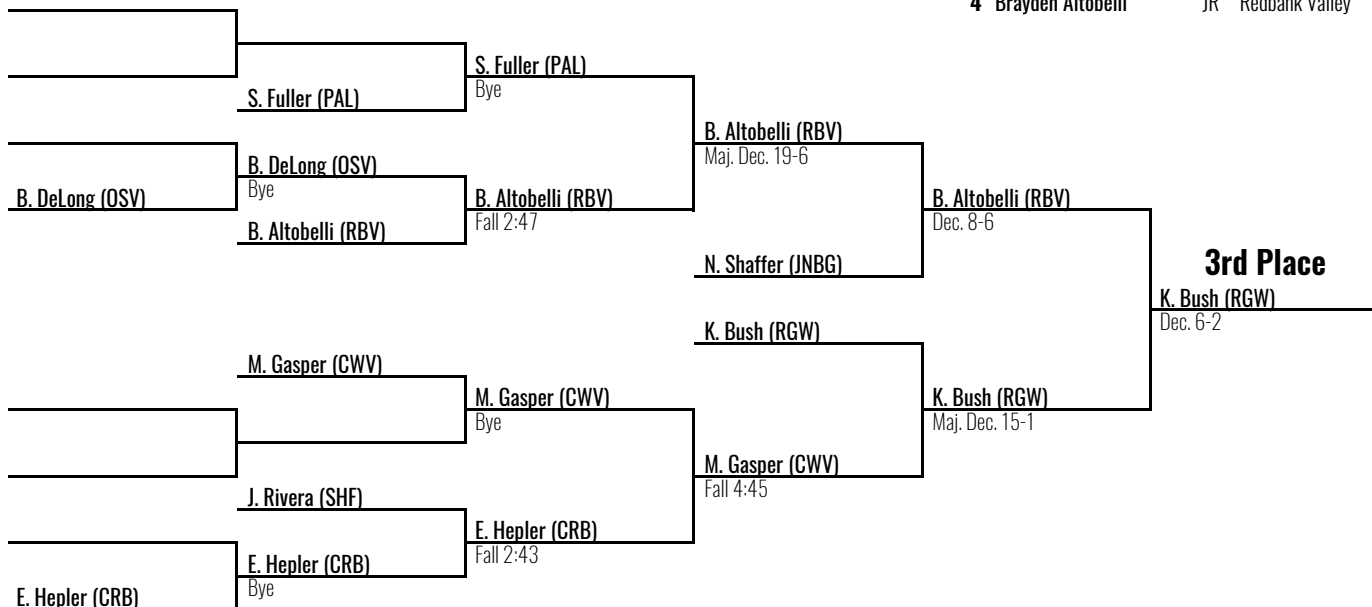 4 Brayden Altobelli JR Redbank Valley
S. Fuller (PAL)
Bye
S. Fuller (PAL)
B. Altobelli (RBV)
Maj. Dec. 19-6
B. DeLong (OSV)
Bye
B. DeLong (OSV)
B. Altobelli (RBV)
Fall 2:47
B. Altobelli (RBV)
Dec. 8-6
B. Altobelli (RBV)
N. Shaffer (JNBG)
3rd Place
K. Bush (RGW)
Dec. 6-2
K. Bush (RGW)
M. Gasper (CWV)
M. Gasper (CWV)
Bye
K. Bush (RGW)
Maj. Dec. 15-1
M. Gasper (CWV)
Fall 4:45
J. Rivera (SHF)
E. Hepler (CRB)
Fall 2:43
E. Hepler (CRB)
Bye
E. Hepler (CRB)